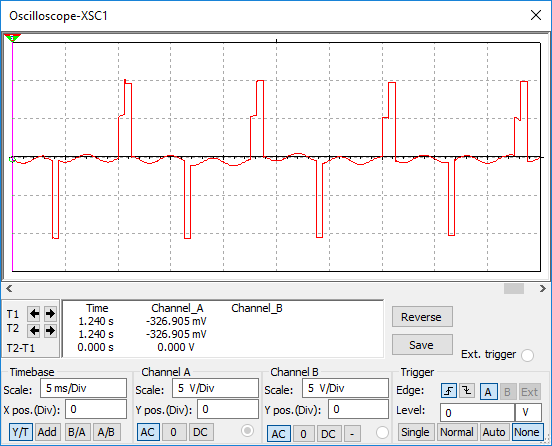 Oscilloscope-XSC1
T1
T2
T2-T1
Time Channel_A Channel_B
1.240 s -326.905 mV
1.240 s -326.905 mV
0.000 s 0.000 V
Reverse
Save
Ext. trigger
Timebase
Scale: 5 ms/Div
X pos.(Div): 0
Y/T Add B/A A/B
Channel A
Scale: 5 V/Div
Y pos.(Div): 0
AC 0 DC
Channel B
Scale: 5 V/Div
Y pos.(Div): 0
AC 0 DC -
Trigger
Edge: A B Ext
Level: 0 V
Single Normal Auto None